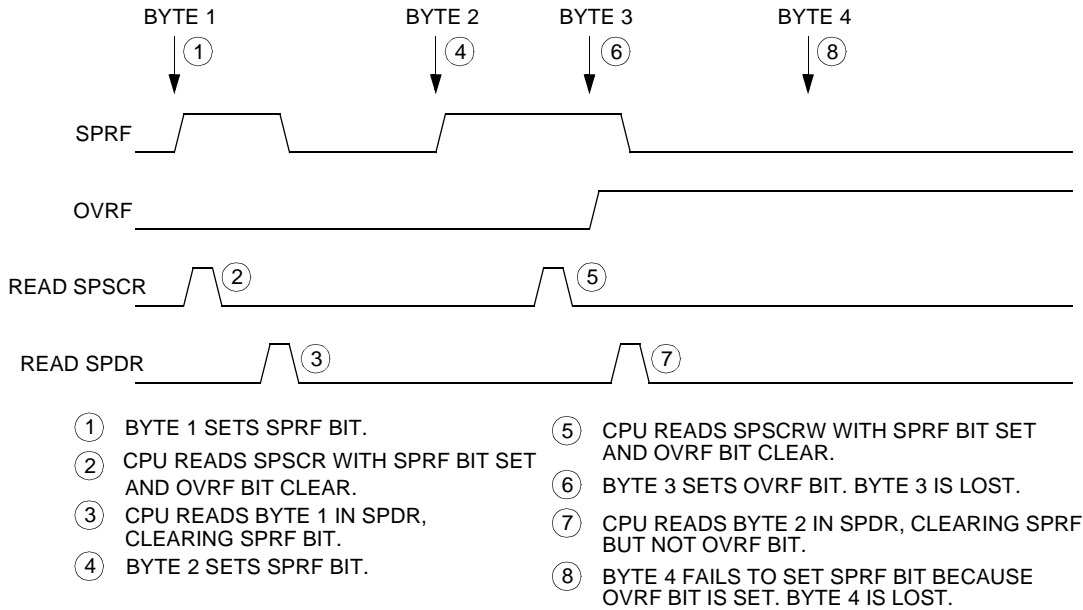 BYTE 1 BYTE 2 BYTE 3 BYTE 4
1 4 6 8
SPRF
OVRF
READ SPSCR 2 5
READ SPDR 3 7
1 BYTE 1 SETS SPRF BIT.
2 CPU READS SPSCR WITH SPRF BIT SET
AND OVRF BIT CLEAR.
3 CPU READS BYTE 1 IN SPDR,
CLEARING SPRF BIT.
4 BYTE 2 SETS SPRF BIT.
5 CPU READS SPSCRW WITH SPRF BIT SET
AND OVRF BIT CLEAR.
6 BYTE 3 SETS OVRF BIT. BYTE 3 IS LOST.
7 CPU READS BYTE 2 IN SPDR, CLEARING SPRF
BUT NOT OVRF BIT.
8 BYTE 4 FAILS TO SET SPRF BIT BECAUSE
OVRF BIT IS SET. BYTE 4 IS LOST.